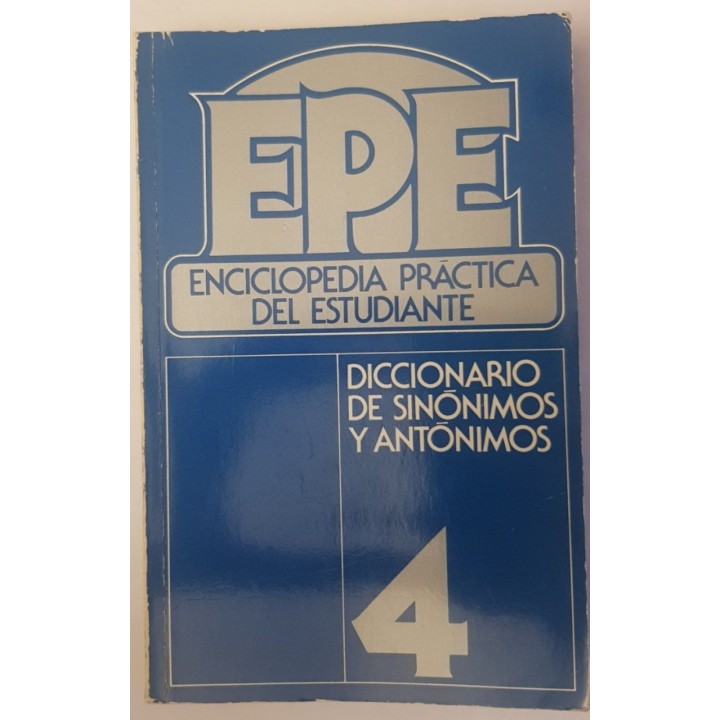 EPE
ENCICLOPEDIA PRÁCTICA
DEL ESTUDIANTE
DICCIONARIO
DE SINÓNIMOS
Y ANTÓNIMOS
4